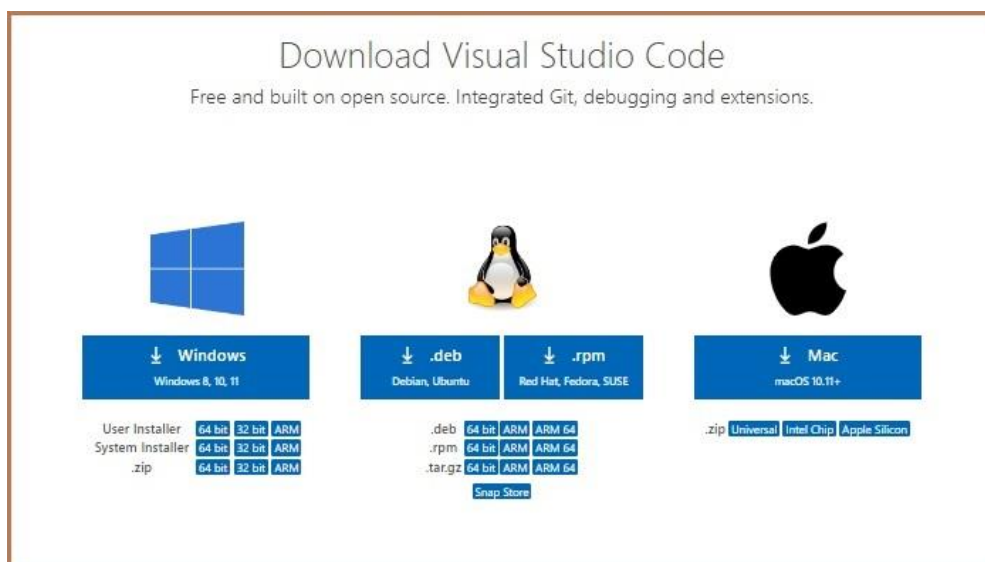 Download Visual Studio Code
Free and built on open source. Integrated Git, debugging and extensions.
Windows
Windows 8, 10, 11
User Installer 64 bit 32 bit ARM
System Installer 64 bit 32 bit ARM
.zip 64 bit 32 bit ARM
.deb
Debian, Ubuntu
.rpm
Red Hat, Fedora, SUSE
.deb 64 bit ARM ARM 64
.rpm 64 bit ARM ARM 64
.tar.gz 64 bit ARM ARM 64
Snap Store
Mac
macOS 10.11+
.zip Universal Intel Chip Apple Silicon